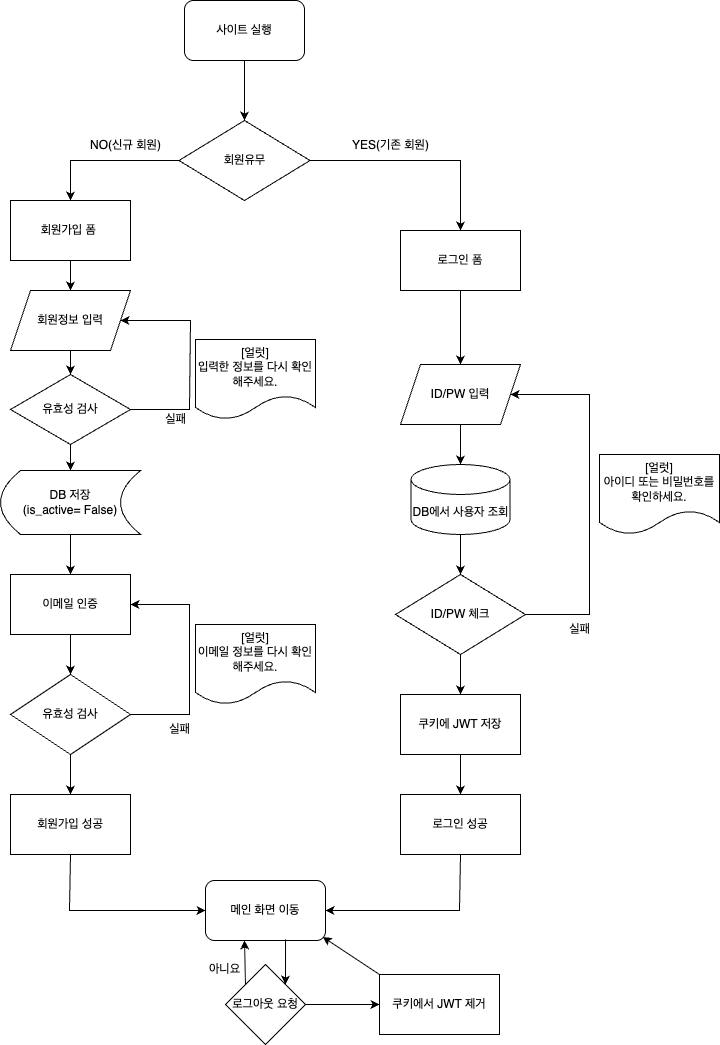 사이트 실행
NO(신규 회원)
회원유무
YES(기존 회원)
회원가입 폼
회원정보 입력
[얼럿]
입력한 정보를 다시 확인
해주세요.
유효성 검사
실패
DB 저장
(is_active= False)
이메일 인증
[얼럿]
이메일 정보를 다시 확인
해주세요.
유효성 검사
실패
회원가입 성공
로그인 폼
ID/PW 입력
DB에서 사용자 조회
[얼럿]
아이디 또는 비밀번호를
확인하세요.
ID/PW 체크
실패
쿠키에 JWT 저장
로그인 성공
메인 화면 이동
아니요
로그아웃 요청
쿠키에서 JWT 제거